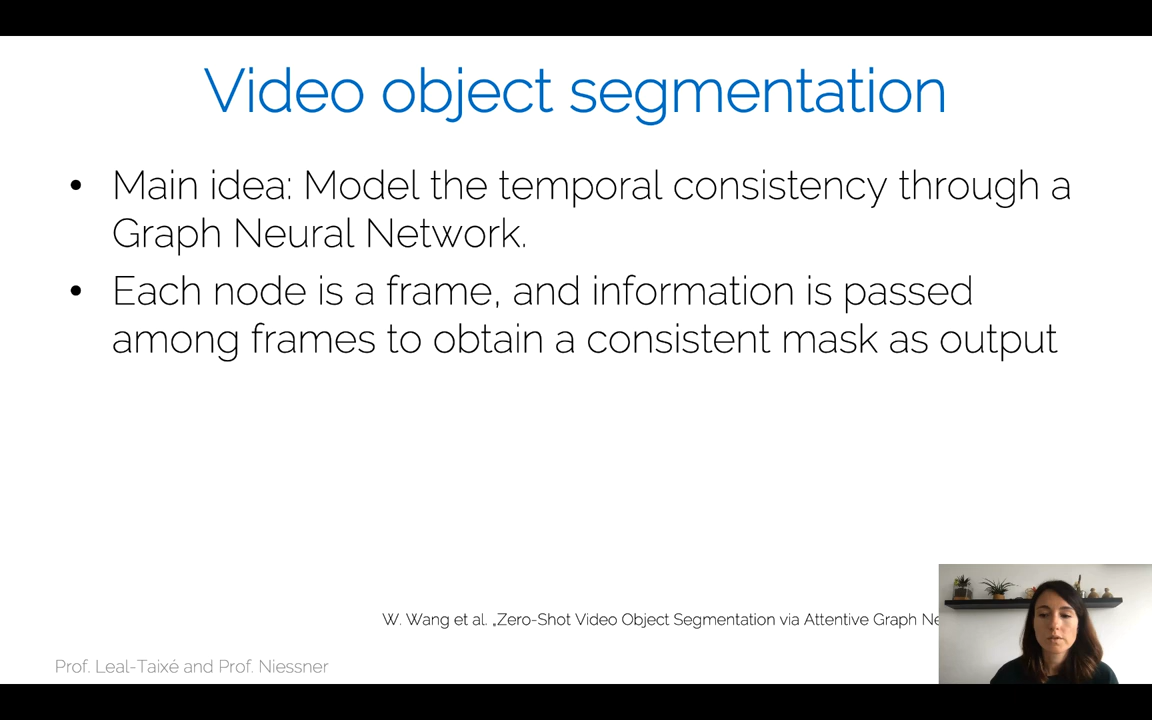 Video object segmentation
• Main idea: Model the temporal consistency through a
Graph Neural Network.
• Each node is a frame, and information is passed
among frames to obtain a consistent mask as output
W. Wang et al. „Zero-Shot Video Object Segmentation via Attentive Graph
Prof. Leal-Taixé and Prof. Niessner